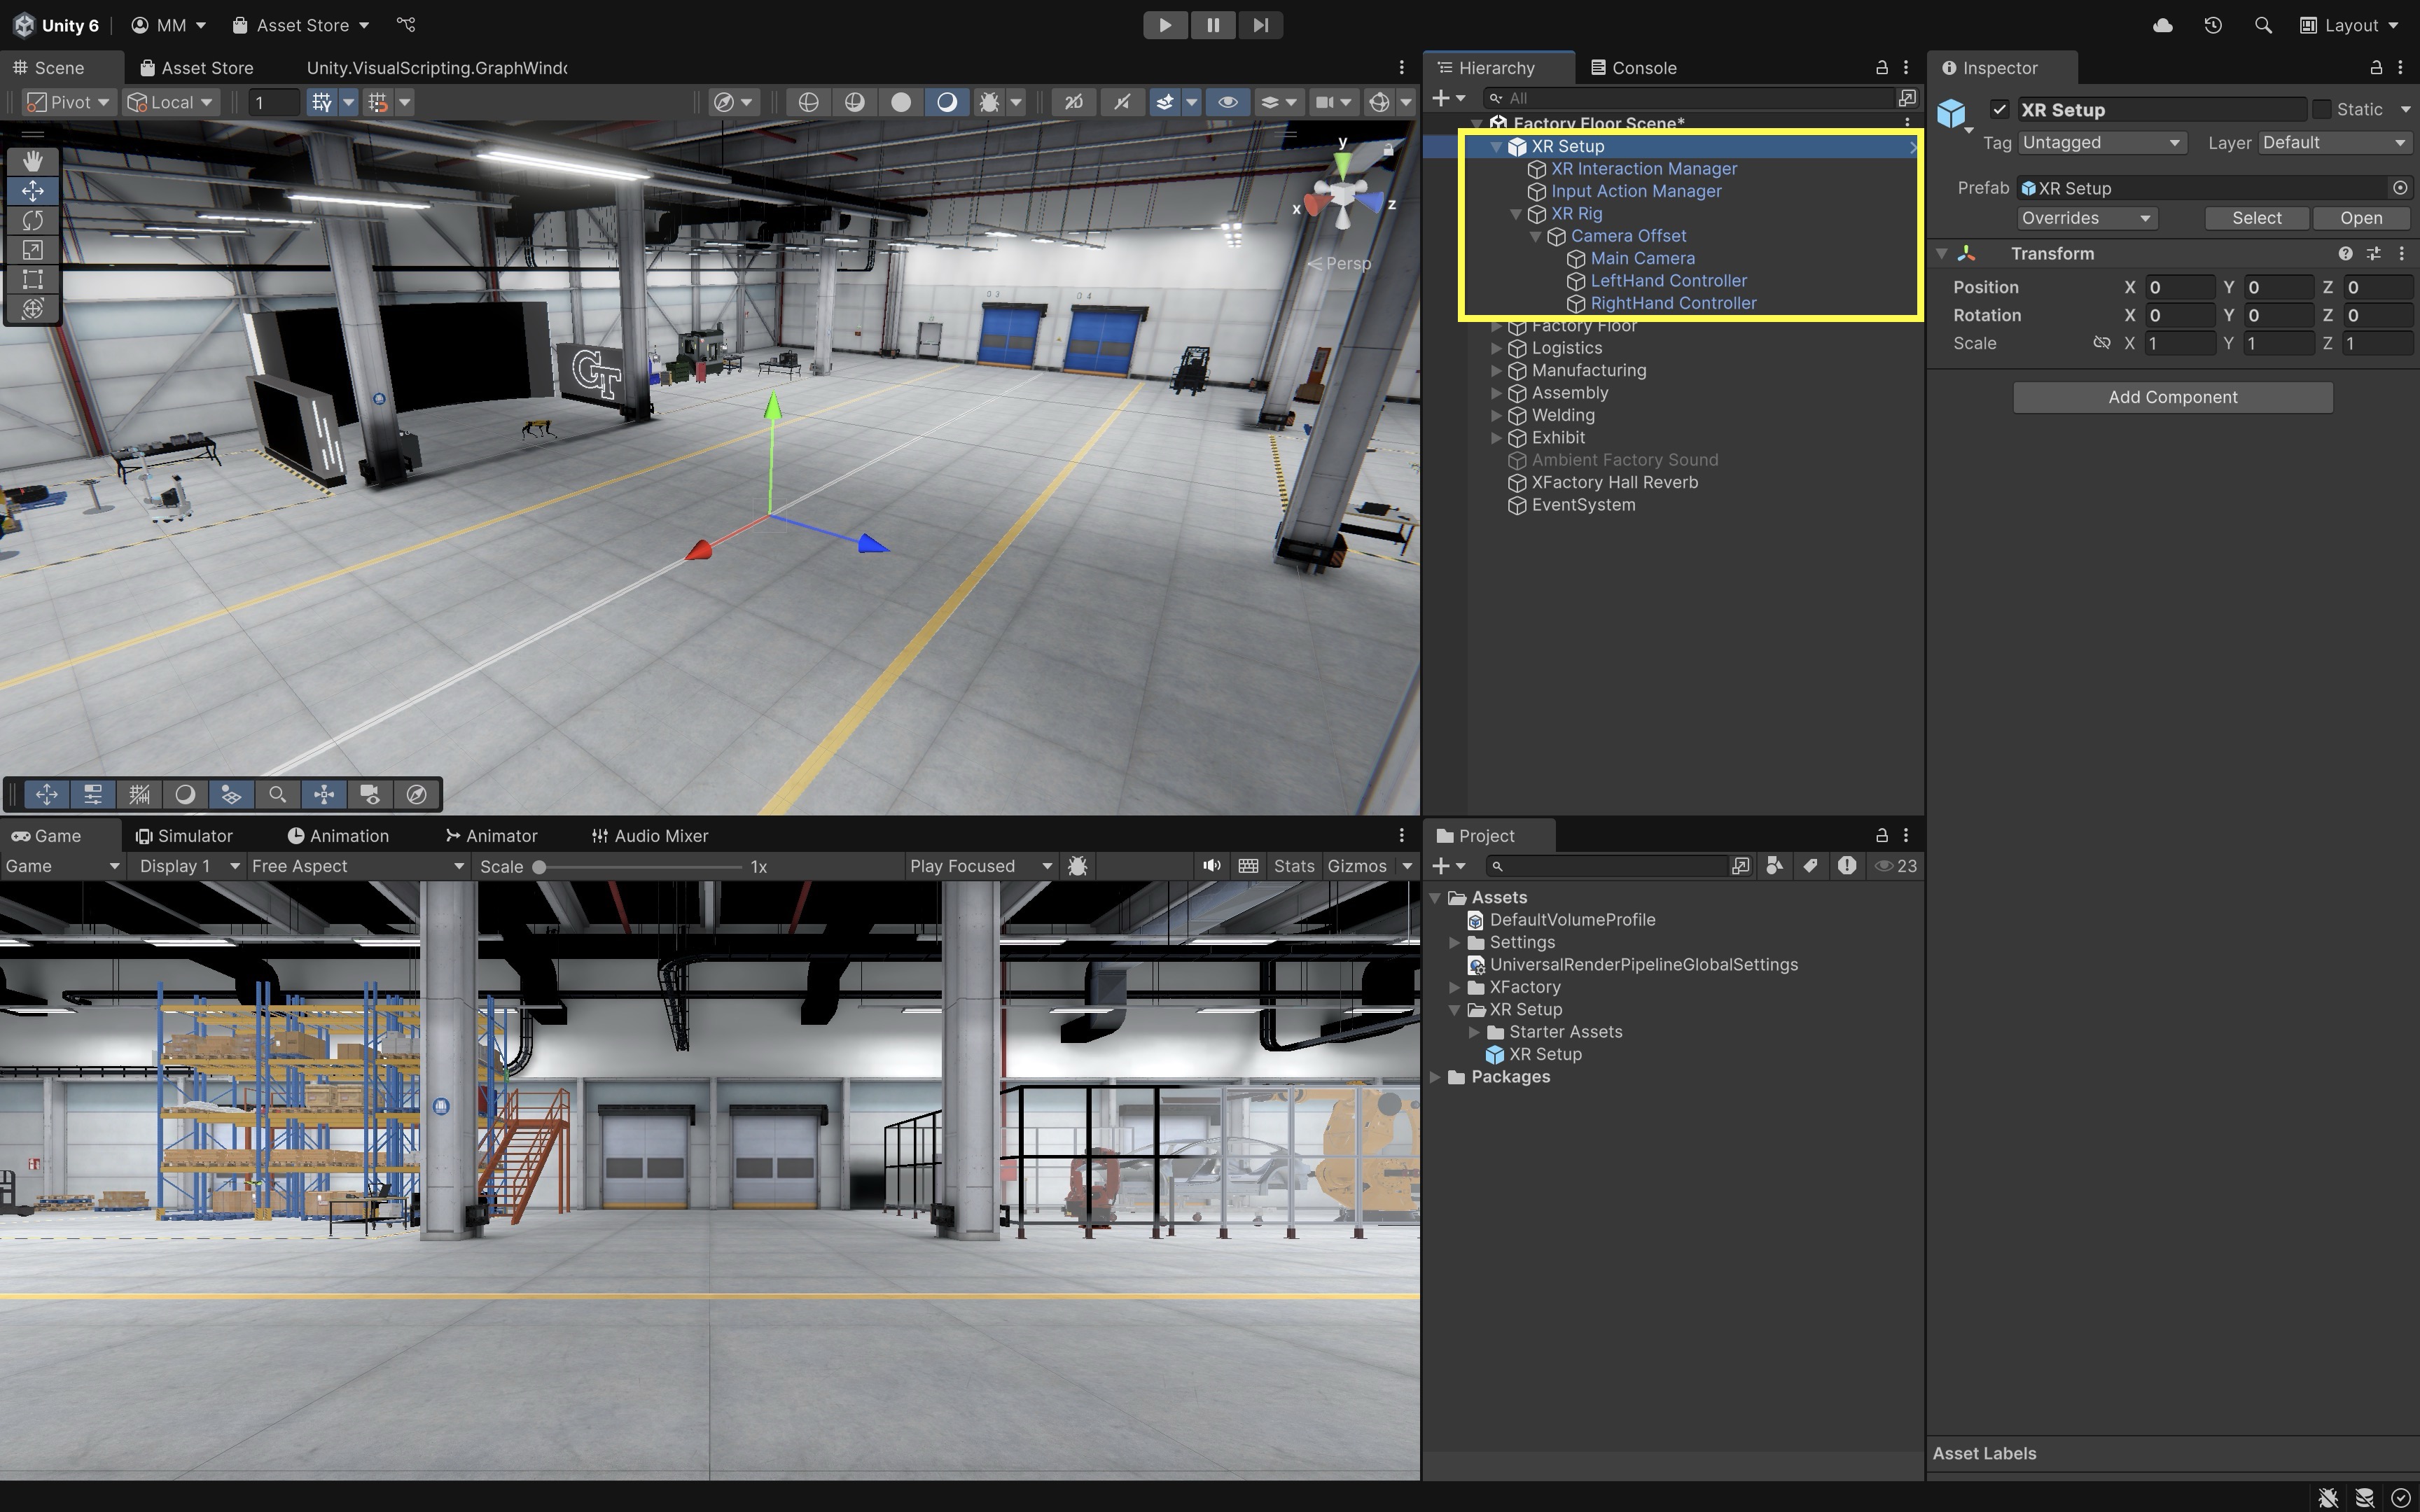 Unity 6 MM Asset Store Layout
Scene Asset Store Unity.VisualScripting.GraphWind
Pivot Local 1 2D
y
x z
Persp
03 04
GT
Hierarchy Console
All
Factory Floor Scene*
XR Setup
XR Interaction Manager
Input Action Manager
XR Rig
Camera Offset
Main Camera
LeftHand Controller
RightHand Controller
Factory Floor
Logistics
Manufacturing
Assembly
Welding
Exhibit
Ambient Factory Sound
XFactory Hall Reverb
EventSystem
Inspector
XR Setup Static
Tag Untagged Layer Default
Prefab XR Setup
Overrides Select Open
Transform
Position X 0 Y 0 Z 0
Rotation X 0 Y 0 Z 0
Scale X 1 Y 1 Z 1
Add Component
Game Simulator Animation Animator Audio Mixer
Game Display 1 Free Aspect Scale 1x Play Focused Stats Gizmos
Project
23
Assets
DefaultVolumeProfile
Settings
UniversalRenderPipelineGlobalSettings
XFactory
XR Setup
Starter Assets
XR Setup
Packages
Asset Labels